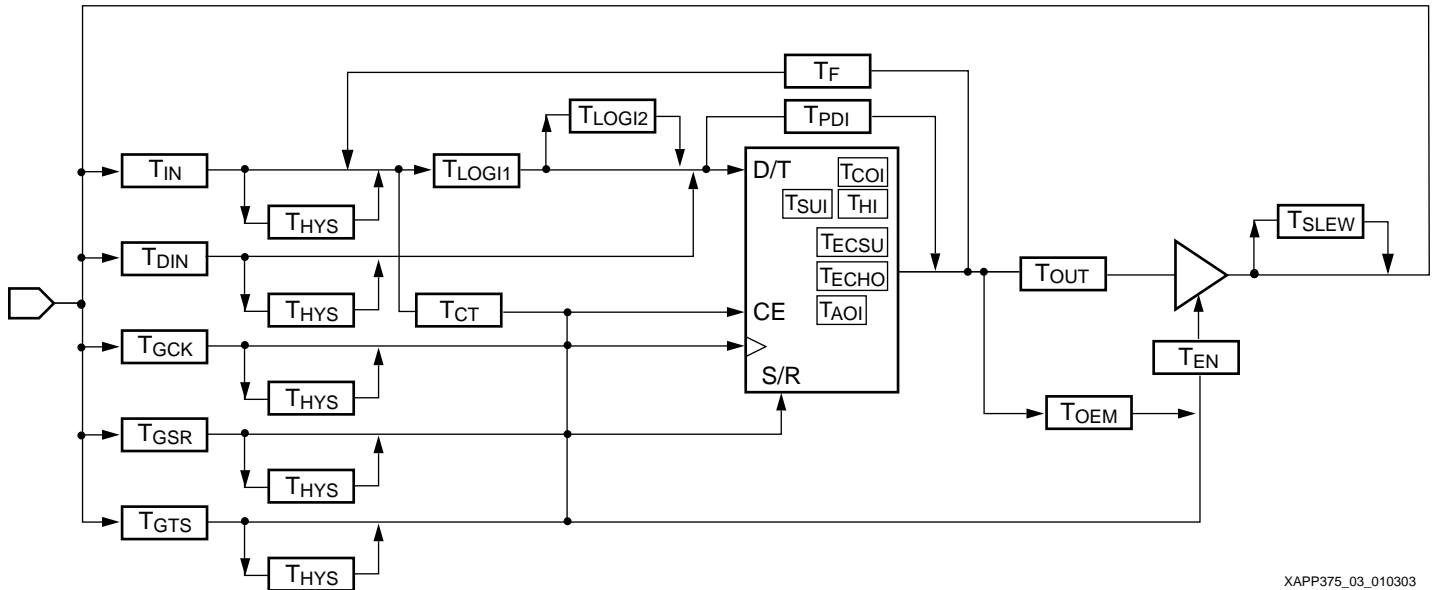 TF
TLOGI2
TPDI
TIN
TLOGI1
D/T
TCOI
TSUI
THI
THYS
TSLEW
TDIN
TECSU
TECHO
TOUT
THYS
TCT
CE
TAOI
TGCK
TEN
S/R
THYS
TOEM
TGSR
THYS
TGTS
THYS
XAPP375_03_010303